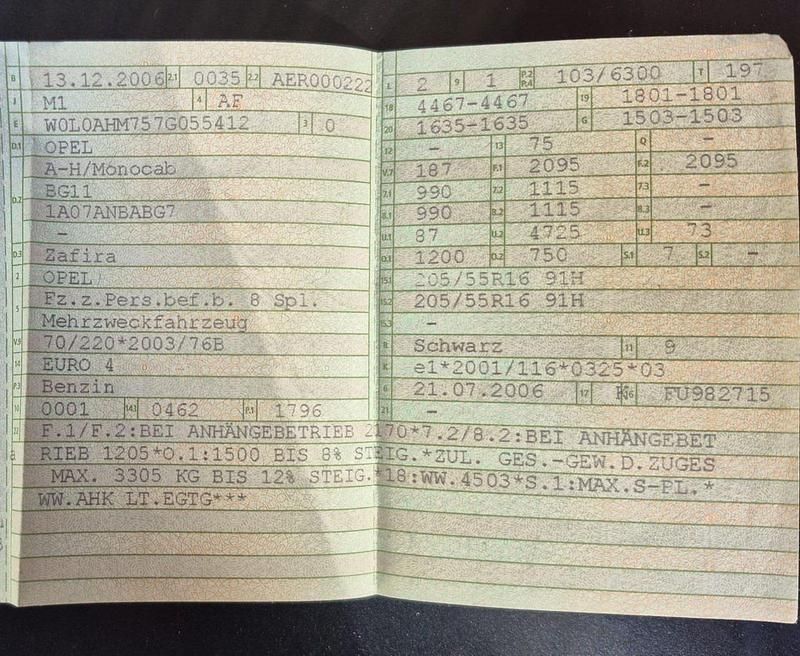 B 13.12.2006 2.1 0035 2.2 AER000222
J M1 4 AF
E W0L0AHM757G055412 3 0
D.1 OPEL
A-H/Monocab
D.2 BG11
1A07ANBABG7
–
D.3 Zafira
2 OPEL
5 Fz.z.Pers.bef.b. 8 Spl.
Mehrzweckfahrzeug
V.9 70/220*2003/76B
14 EURO 4
P.3 Benzin
10 0001 14.1 0462 P.1 1796
L 2 9 1 P.2 P.4 103/6300 T 197
18 4467-4467 19 1801-1801
20 1635-1635 G 1503-1503
12 – 13 75 Q –
V.7 187 F.1 2095 F.2 2095
7.1 990 7.2 1115 7.3 –
8.1 990 8.2 1115 8.3 –
U.1 87 U.2 4725 U.3 73
O.1 1200 O.2 750 S.1 7 S.2 –
15.1 205/55R16 91H
15.2 205/55R16 91H
15.3 –
R Schwarz 11 9
K e1*2001/116*0325*03
6 21.07.2006 17 K 16 FU982715
21 –
22 F.1/F.2:BEI ANHÄNGEBETRIEB 2170*7.2/8.2:BEI ANHÄNGEBET
RIEB 1205*O.1:1500 BIS 8% STEIG.*ZUL. GES.-GEW.D.ZUGES
MAX. 3305 KG BIS 12% STEIG.*18:WW.4503*S.1:MAX.S-PL.*
WW.AHK LT.EGTG***